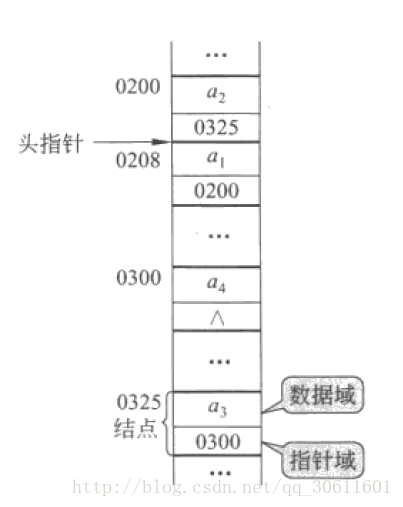 …
0200
a₂
0325
头指针
0208
a₁
0200
…
0300
a₄
∧
…
0325
结点
a₃
数据域
0300
指针域
…
http://blog.csdn.net/qq_30611601